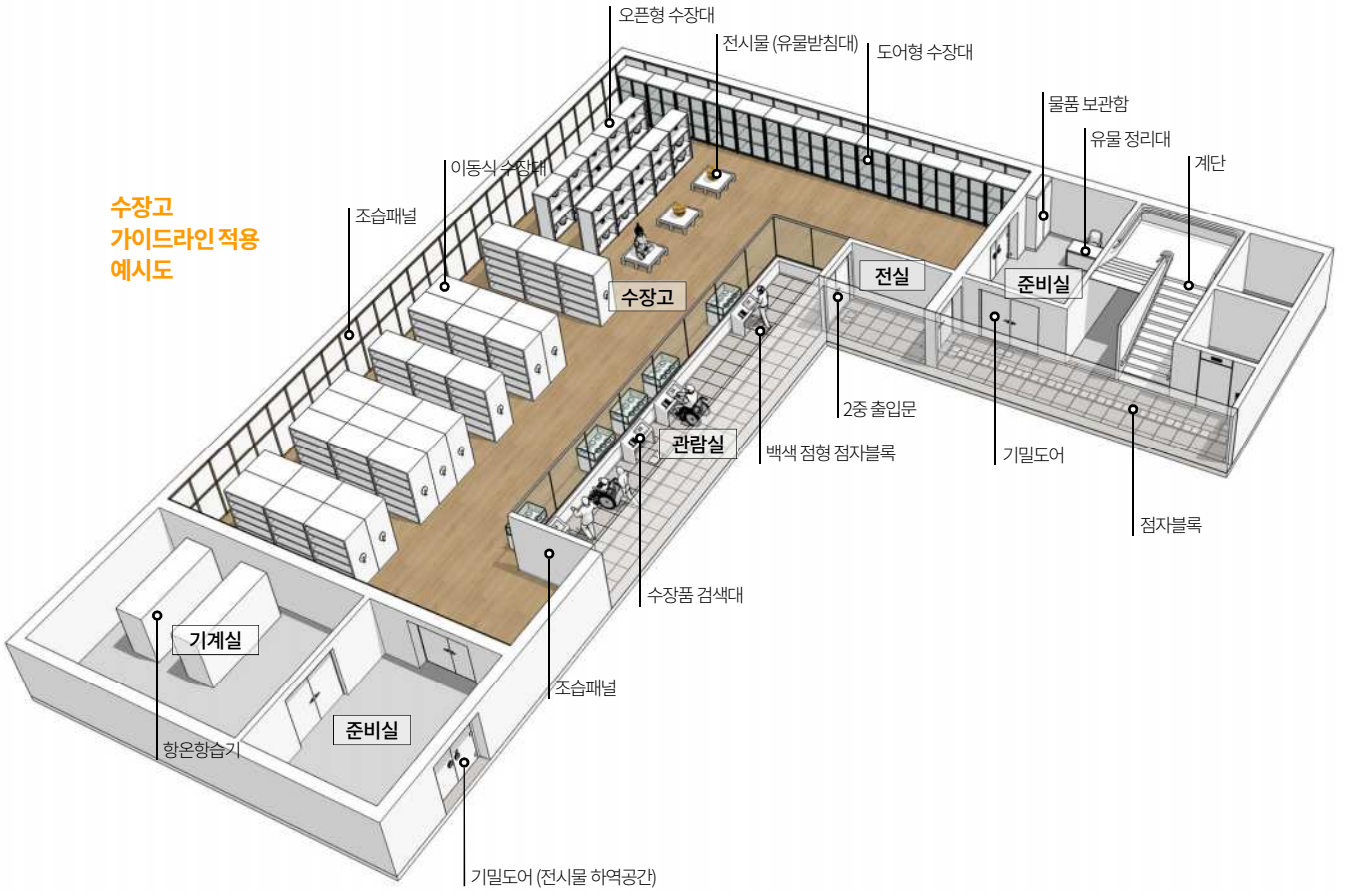 오픈형 수장대
전시물 (유물받침대)
도어형 수장대
물품 보관함
유물 정리대
계단
이동식 수장대
조습패널
수장고
가이드라인 적용
예시도
수장고
전실
준비실
관람실
2중 출입문
백색 점형 점자블록
기밀도어
점자블록
수장품 검색대
기계실
조습패널
준비실
항온항습기
기밀도어 (전시물 하역공간)